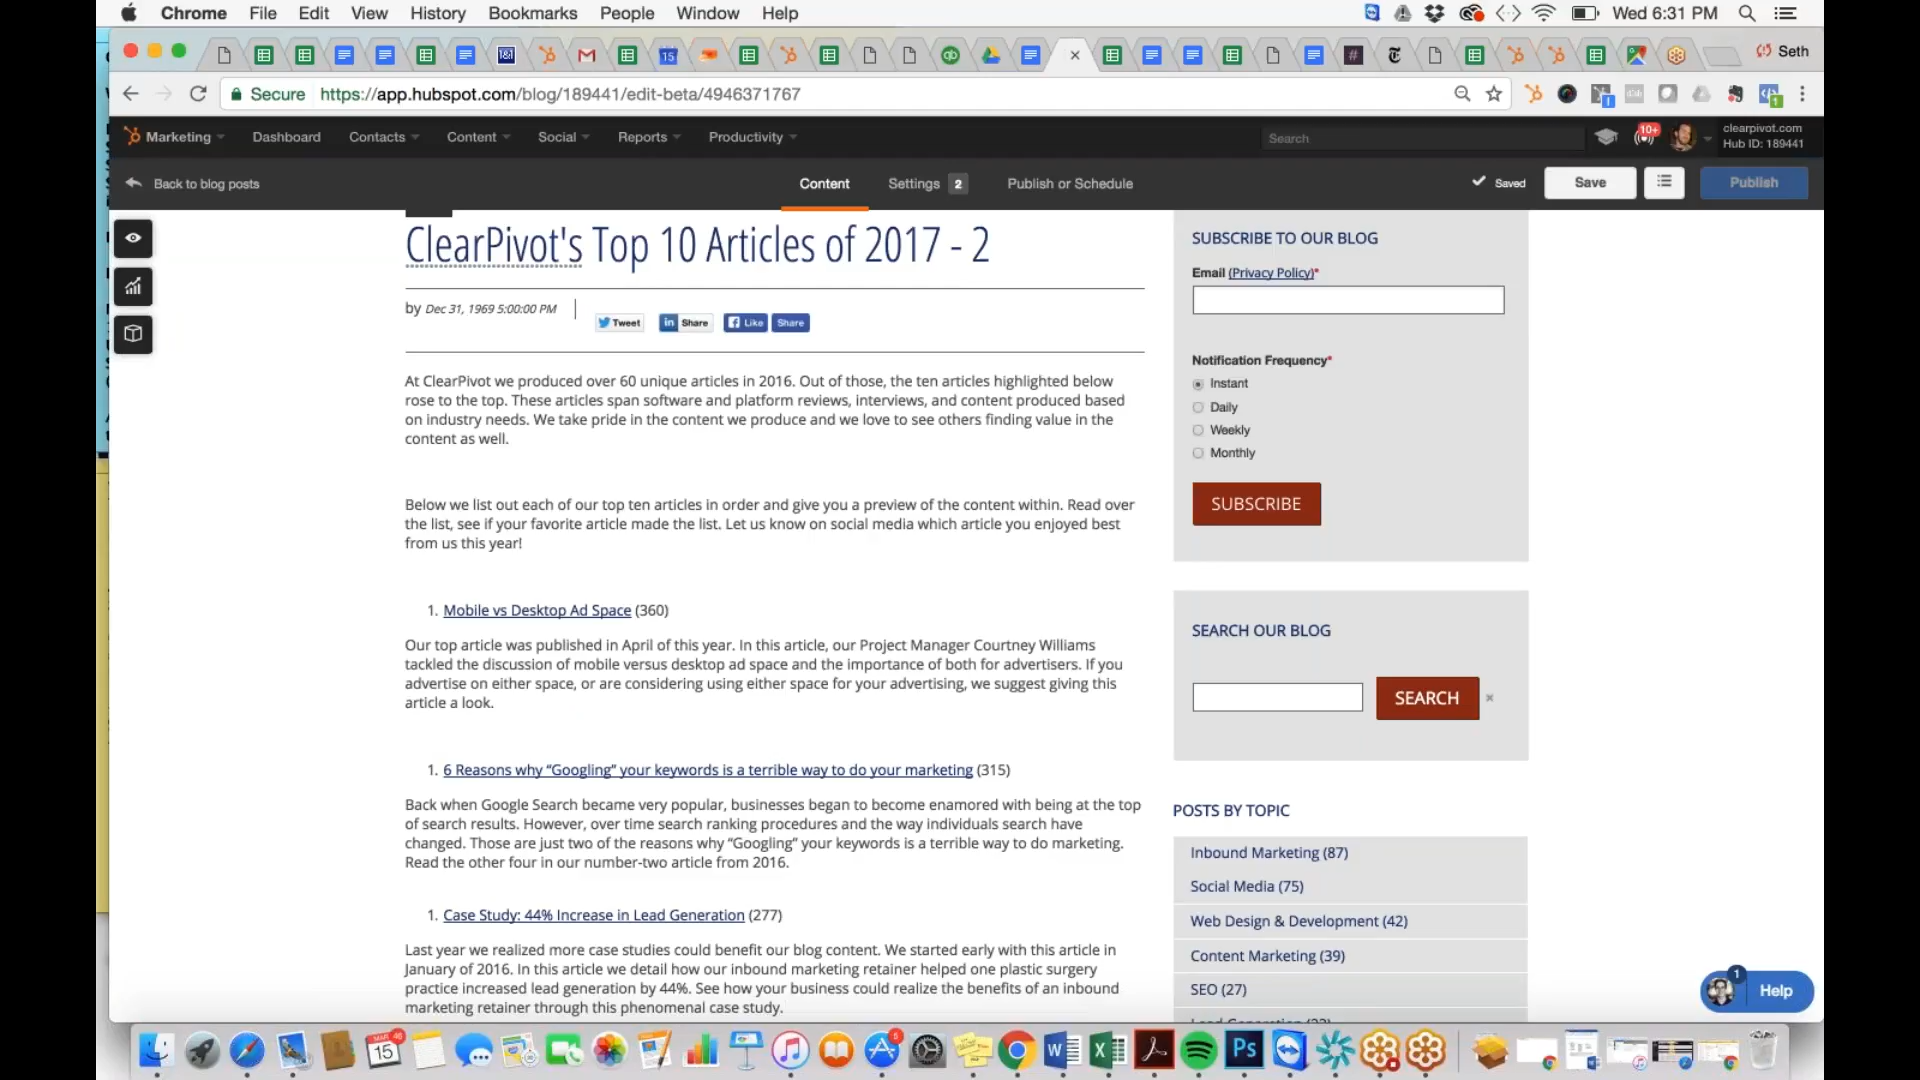 Chrome File Edit View History Bookmarks People Window Help
Wed 6:31 PM
Seth
Secure https://app.hubspot.com/blog/189441/edit-beta/4946371767
Marketing Dashboard Contacts Content Social Reports Productivity
Search
10+
clearpivot.com
Hub ID: 189441
Back to blog posts
Content Settings 2 Publish or Schedule
Saved Save Publish
ClearPivot's Top 10 Articles of 2017 - 2
by Dec 31, 1969 5:00:00 PM
Tweet Share Like Share
At ClearPivot we produced over 60 unique articles in 2016. Out of those, the ten articles highlighted below
rose to the top. These articles span software and platform reviews, interviews, and content produced based
on industry needs. We take pride in the content we produce and we love to see others finding value in the
content as well.
Below we list out each of our top ten articles in order and give you a preview of the content within. Read over
the list, see if your favorite article made the list. Let us know on social media which article you enjoyed best
from us this year!
1. Mobile vs Desktop Ad Space (360)
Our top article was published in April of this year. In this article, our Project Manager Courtney Williams
tackled the discussion of mobile versus desktop ad space and the importance of both for advertisers. If you
advertise on either space, or are considering using either space for your advertising, we suggest giving this
article a look.
1. 6 Reasons why “Googling” your keywords is a terrible way to do your marketing (315)
Back when Google Search became very popular, businesses began to become enamored with being at the top
of search results. However, over time search ranking procedures and the way individuals search have
changed. Those are just two of the reasons why “Googling” your keywords is a terrible way to do marketing.
Read the other four in our number-two article from 2016.
1. Case Study: 44% Increase in Lead Generation (277)
Last year we realized more case studies could benefit our blog content. We started early with this article in
January of 2016. In this article we detail how our inbound marketing retainer helped one plastic surgery
practice increased lead generation by 44%. See how your business could realize the benefits of an inbound
marketing retainer through this phenomenal case study.
SUBSCRIBE TO OUR BLOG
Email (Privacy Policy)*
Notification Frequency*
Instant
Daily
Weekly
Monthly
SUBSCRIBE
SEARCH OUR BLOG
SEARCH
POSTS BY TOPIC
Inbound Marketing (87)
Social Media (75)
Web Design & Development (42)
Content Marketing (39)
SEO (27)
1
Help
MAR
15
W
X
Ps